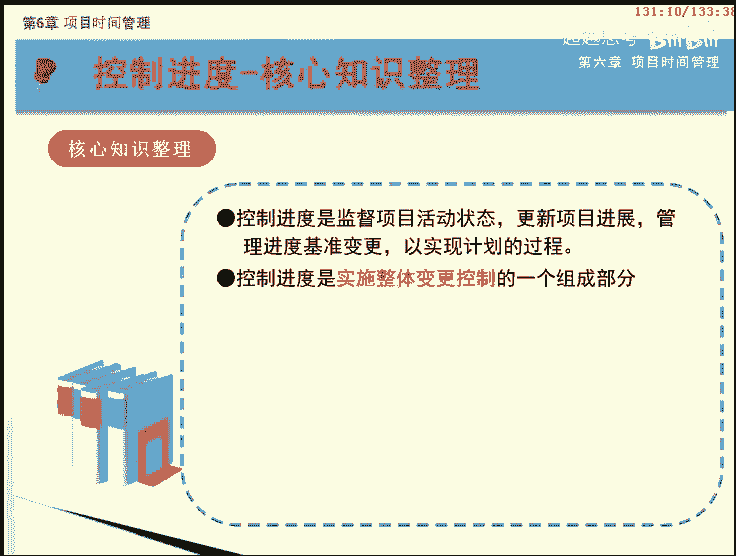 第6章 项目时间管理
131:10/133:38
bilibili
第六章 项目时间管理
控制进度-核心知识整理
核心知识整理
●控制进度是监督项目活动状态，更新项目进展，管
理进度基准变更，以实现计划的过程。
●控制进度是实施整体变更控制的一个组成部分